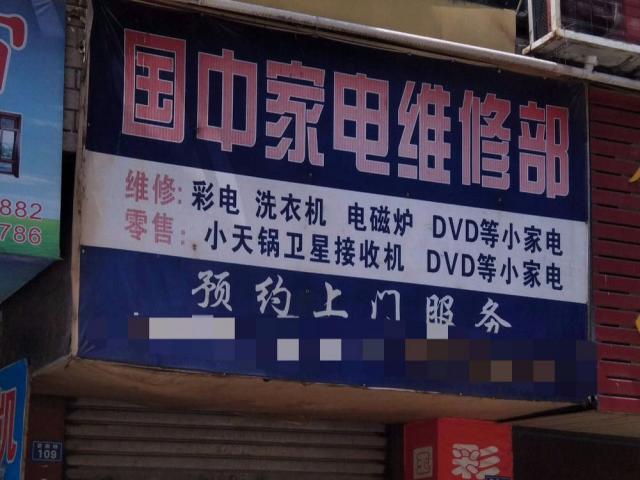 国中家电维修部
维修: 彩电 洗衣机 电磁炉 DVD等小家电
零售: 小天锅卫星接收机 DVD等小家电
预约上门服务
882
786
109
国 彩